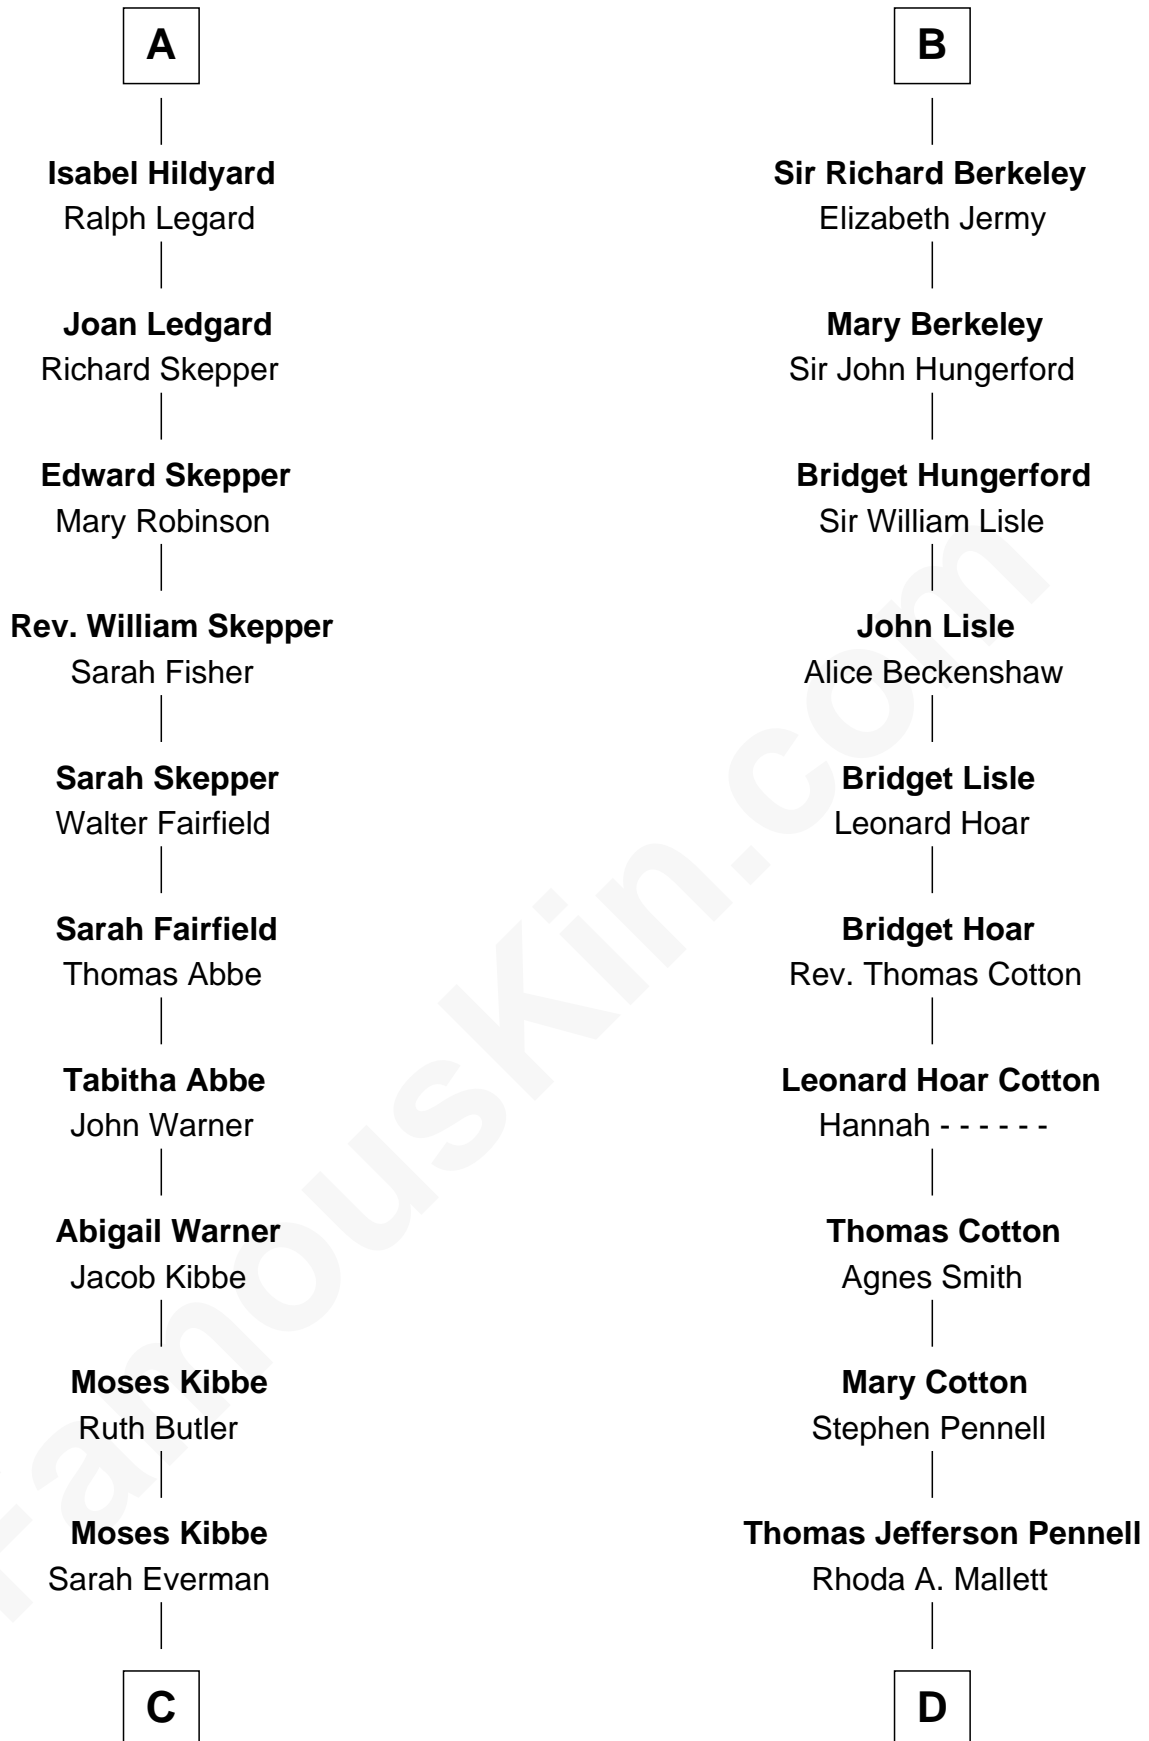 A
Isabel Hildyard
Ralph Legard
Joan Ledgard
Richard Skepper
Edward Skepper
Mary Robinson
Rev. William Skepper
Sarah Fisher
Sarah Skepper
Walter Fairfield
Sarah Fairfield
Thomas Abbe
Tabitha Abbe
John Warner
Abigail Warner
Jacob Kibbe
Moses Kibbe
Ruth Butler
Moses Kibbe
Sarah Everman
C
B
Sir Richard Berkeley
Elizabeth Jermy
Mary Berkeley
Sir John Hungerford
Bridget Hungerford
Sir William Lisle
John Lisle
Alice Beckenshaw
Bridget Lisle
Leonard Hoar
Bridget Hoar
Rev. Thomas Cotton
Leonard Hoar Cotton
Hannah - - - - - -
Thomas Cotton
Agnes Smith
Mary Cotton
Stephen Pennell
Thomas Jefferson Pennell
Rhoda A. Mallett
D
FamousKin.com